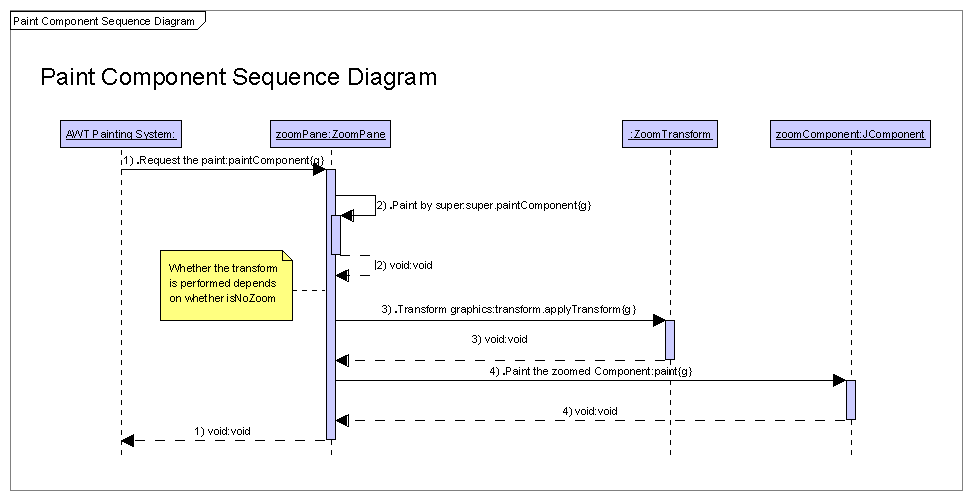 Paint Component Sequence Diagram
Paint Component Sequence Diagram
AWT Painting System:
zoomPane:ZoomPane
:ZoomTransform
zoomComponent:JComponent
1) .Request the paint:paintComponent{g}
2) .Paint by super:super.paintComponent{g}
2) void:void
Whether the transform
is performed depends
on whether isNoZoom
3) .Transform graphics:transform.applyTransform{g}
3) void:void
4) .Paint the zoomed Component:paint{g}
4) void:void
1) void:void